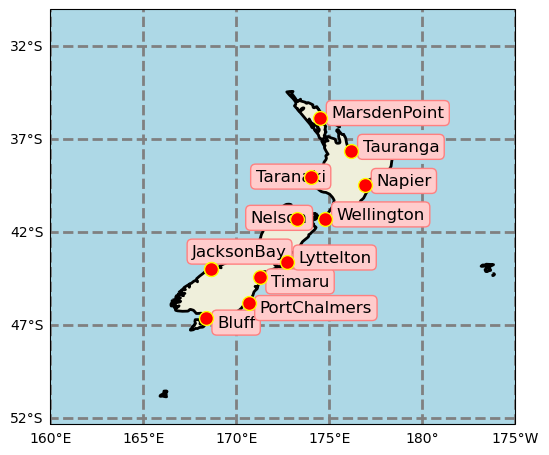 32°S
MarsdenPoint
37°S
Tauranga
Taranaki
Napier
Nelson
Wellington
42°S
JacksonBay
Lyttelton
Timaru
PortChalmers
47°S
Bluff
52°S
160°E 165°E 170°E 175°E 180° 175°W